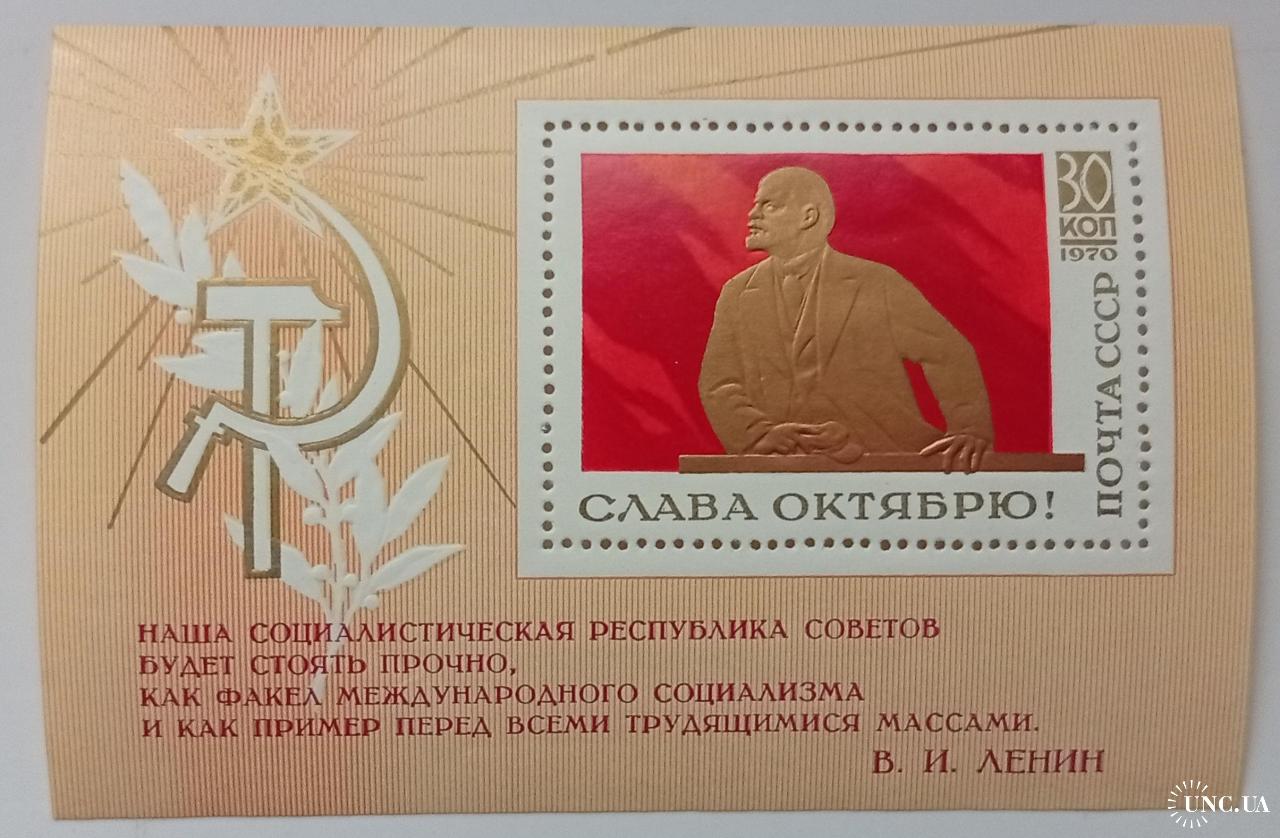 30
КОП
1970
ПОЧТА СССР
СЛАВА ОКТЯБРЮ!
НАША СОЦИАЛИСТИЧЕСКАЯ РЕСПУБЛИКА СОВЕТОВ
БУДЕТ СТОЯТЬ ПРОЧНО,
КАК ФАКЕЛ МЕЖДУНАРОДНОГО СОЦИАЛИЗМА
И КАК ПРИМЕР ПЕРЕД ВСЕМИ ТРУДЯЩИМИСЯ МАССАМИ.
В. И. ЛЕНИН
UNC.UA